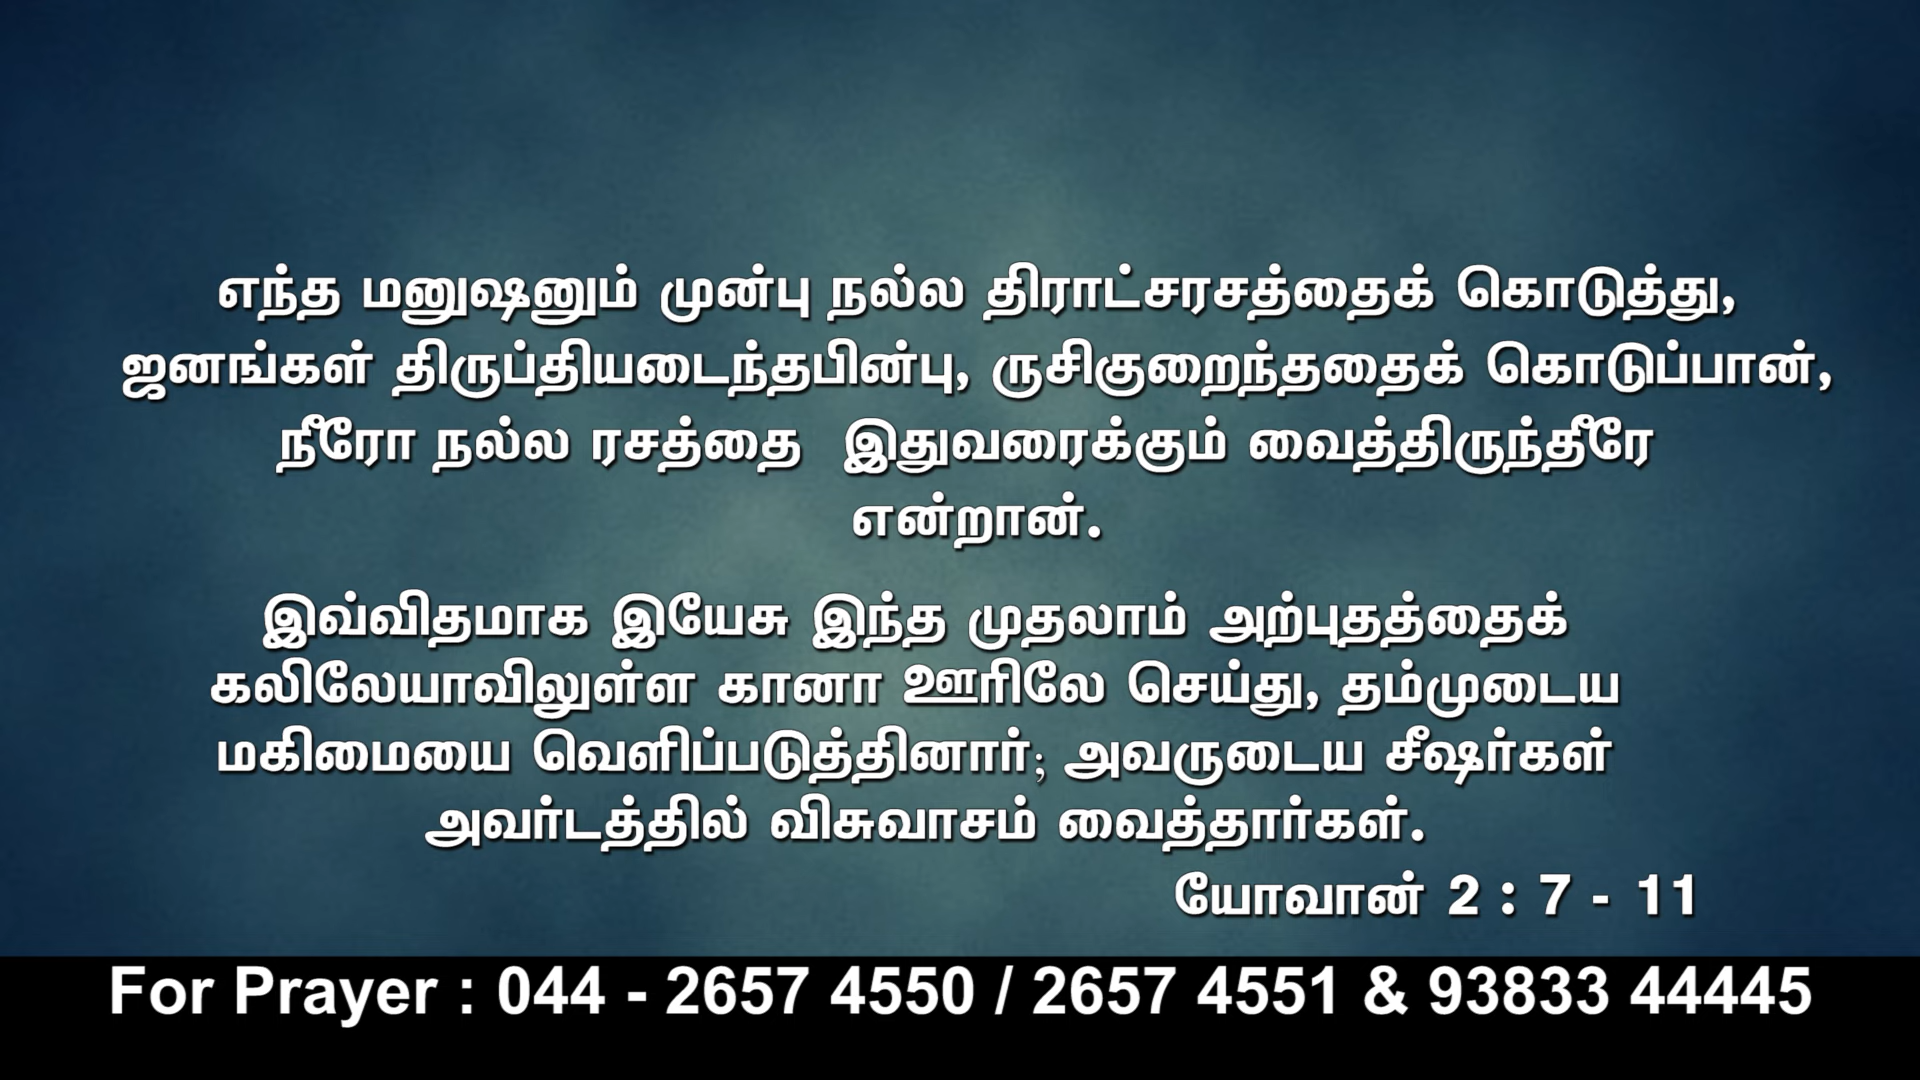 எந்த மனுஷனும் முன்பு நல்ல திராட்சரசத்தைக் கொடுத்து,
ஜனங்கள் திருப்தியடைந்தபின்பு, ருசிகுறைந்ததைக் கொடுப்பான்,
நீரோ நல்ல ரசத்தை இதுவரைக்கும் வைத்திருந்தீரே
என்றான்.
இவ்விதமாக இயேசு இந்த முதலாம் அற்புதத்தைக்
கலிலேயாவிலுள்ள கானா ஊரிலே செய்து, தம்முடைய
மகிமையை வெளிப்படுத்தினார்; அவருடைய சீஷர்கள்
அவர்டத்தில் விசுவாசம் வைத்தார்கள்.
யோவான் 2 : 7 - 11
For Prayer : 044 - 2657 4550 / 2657 4551 & 93833 44445